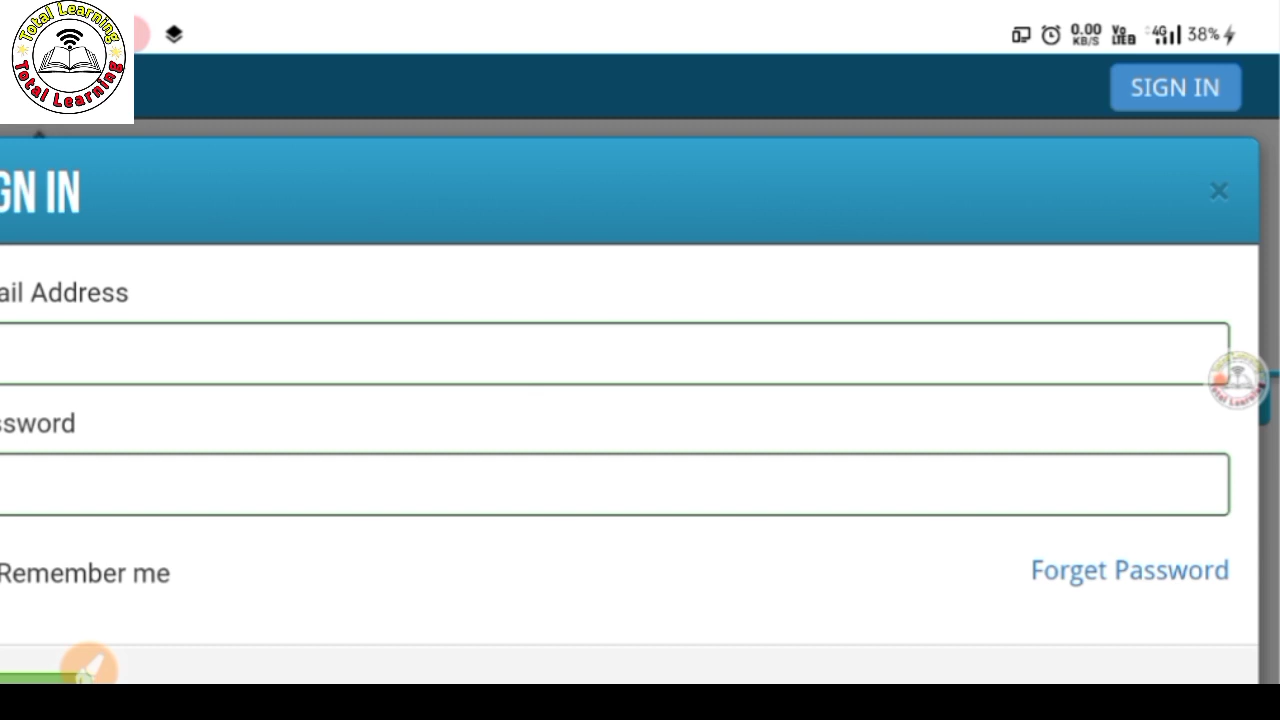 Total Learning
Total Learning
0.00
KB/S
Vo
LTE
4G
38%
SIGN IN
GN IN
ail Address
ssword
Remember me
Forget Password